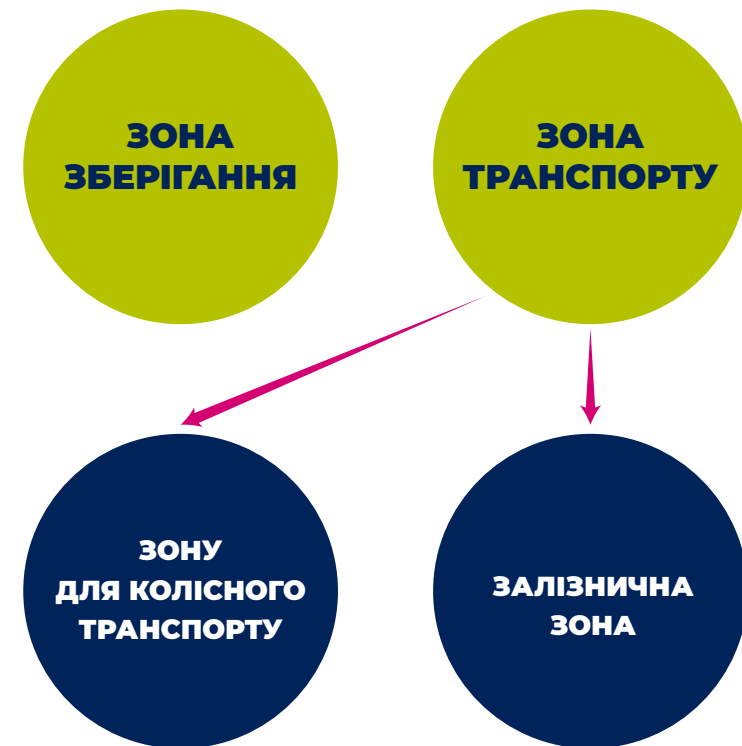 ЗОНА
ЗБЕРІГАННЯ
ЗОНА
ТРАНСПОРТУ
ЗОНУ
ДЛЯ КОЛІСНОГО
ТРАНСПОРТУ
ЗАЛІЗНИЧНА
ЗОНА